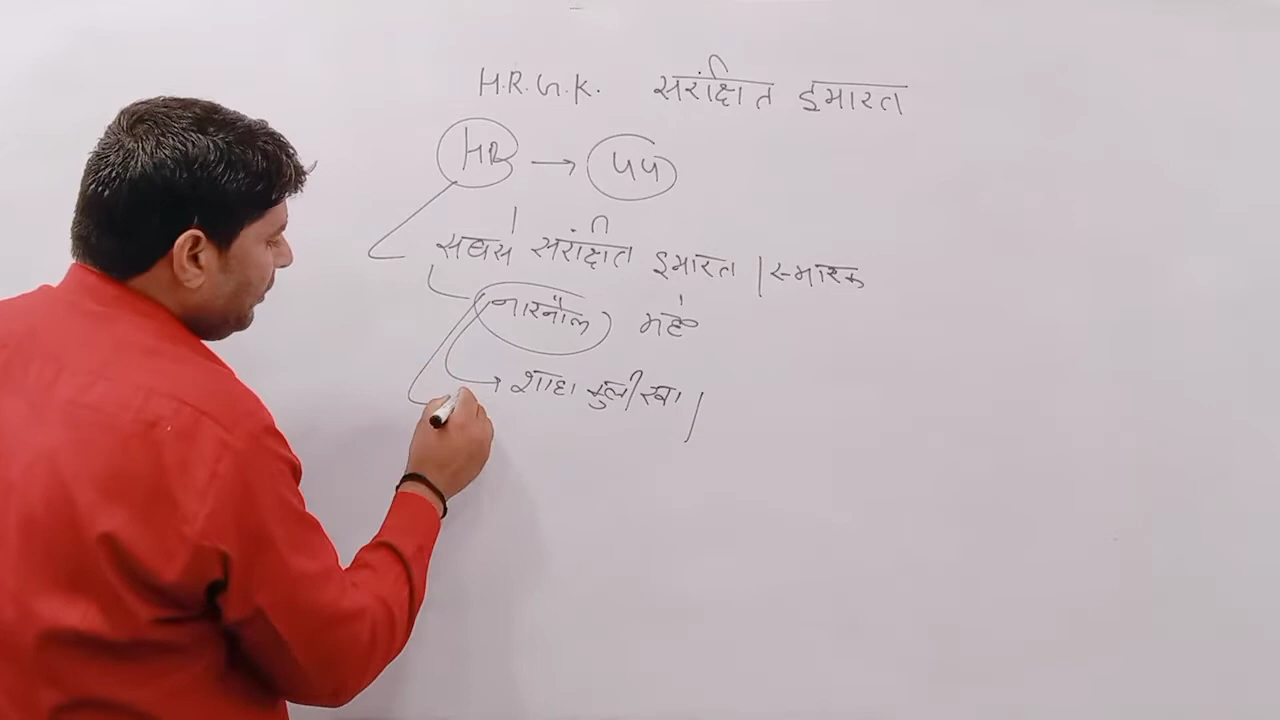 H.R. G.K. सरंक्षित इमारत
HR → 44
सबसे सरंक्षित इमारत | स्मारक
नारनौल में
शाहा कुली खा |